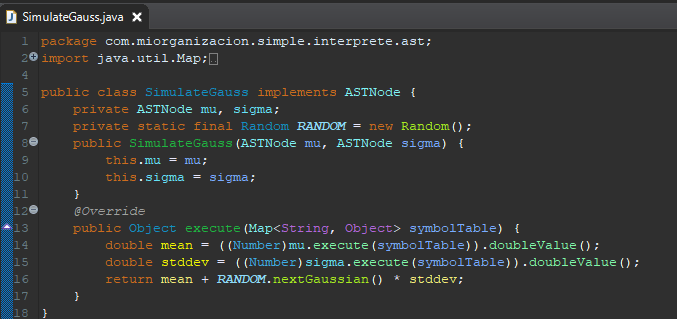 SimulateGauss.java
1 package com.miorganizacion.simple.interprete.ast;
2 import java.util.Map;
4
5 public class SimulateGauss implements ASTNode {
6     private ASTNode mu, sigma;
7     private static final Random RANDOM = new Random();
8     public SimulateGauss(ASTNode mu, ASTNode sigma) {
9         this.mu = mu;
10         this.sigma = sigma;
11     }
12     @Override
13     public Object execute(Map<String, Object> symbolTable) {
14         double mean = ((Number)mu.execute(symbolTable)).doubleValue();
15         double stddev = ((Number)sigma.execute(symbolTable)).doubleValue();
16         return mean + RANDOM.nextGaussian() * stddev;
17     }
18 }